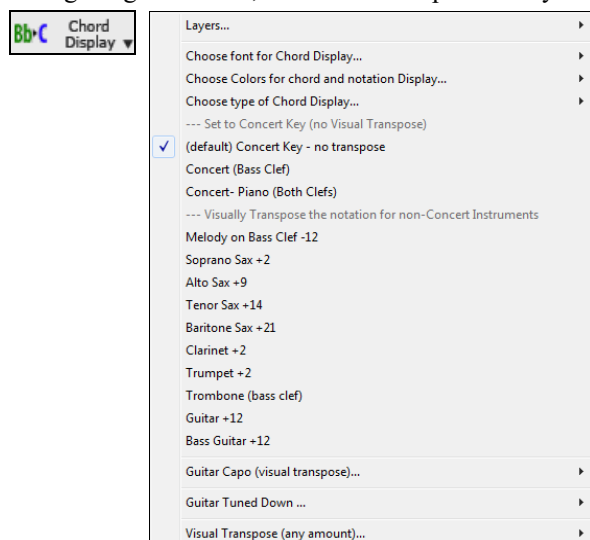 Bb▸C Chord
Display ▼
Layers...
Choose font for Chord Display...
Choose Colors for chord and notation Display...
Choose type of Chord Display...
--- Set to Concert Key (no Visual Transpose)
(default) Concert Key - no transpose
Concert (Bass Clef)
Concert- Piano (Both Clefs)
--- Visually Transpose the notation for non-Concert Instruments
Melody on Bass Clef -12
Soprano Sax +2
Alto Sax +9
Tenor Sax +14
Baritone Sax +21
Clarinet +2
Trumpet +2
Trombone (bass clef)
Guitar +12
Bass Guitar +12
Guitar Capo (visual transpose)...
Guitar Tuned Down ...
Visual Transpose (any amount)...